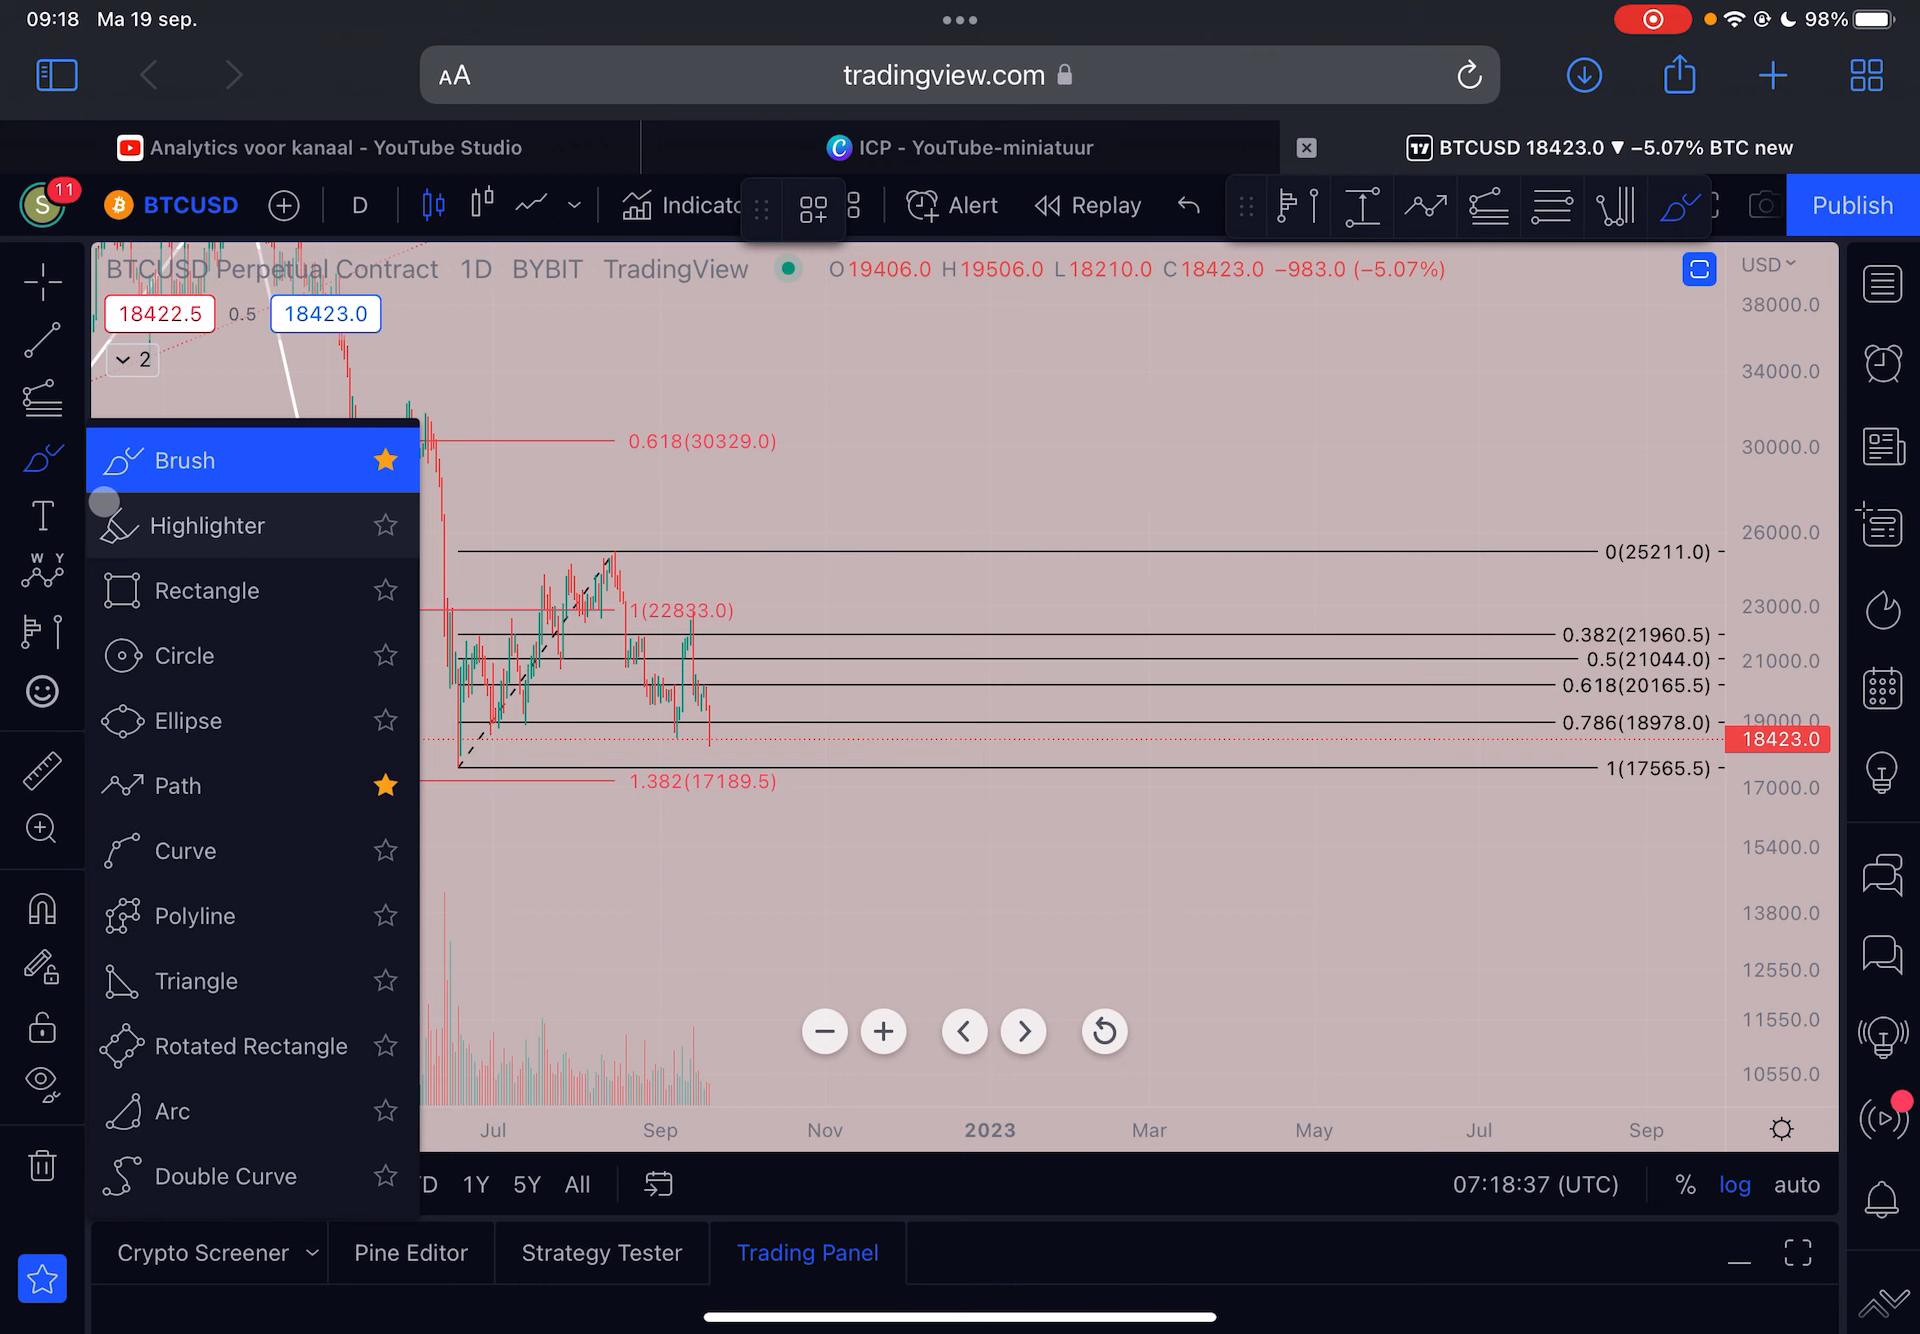 09:18 Ma 19 sep.
98%
AA
tradingview.com
Analytics voor kanaal - YouTube Studio
ICP - YouTube-miniatuur
BTCUSD 18423.0 ▼ −5.07% BTC new
S
11
BTCUSD
D
Indicato
Alert
Replay
Publish
BTCUSD Perpetual Contract 1D BYBIT TradingView
O19406.0 H19506.0 L18210.0 C18423.0 −983.0 (−5.07%)
USD
18422.5 0.5 18423.0
2
38000.0
34000.0
30000.0
26000.0
23000.0
21000.0
19000.0
18423.0
17000.0
15400.0
13800.0
12550.0
11550.0
10550.0
0.618(30329.0)
0(25211.0)
1(22833.0)
0.382(21960.5)
0.5(21044.0)
0.618(20165.5)
0.786(18978.0)
1(17565.5)
1.382(17189.5)
T
W Y
Brush
Highlighter
Rectangle
Circle
Ellipse
Path
Curve
Polyline
Triangle
Rotated Rectangle
Arc
Double Curve
Jul Sep Nov 2023 Mar May Jul Sep
D 1Y 5Y All
07:18:37 (UTC) % log auto
Crypto Screener Pine Editor Strategy Tester Trading Panel